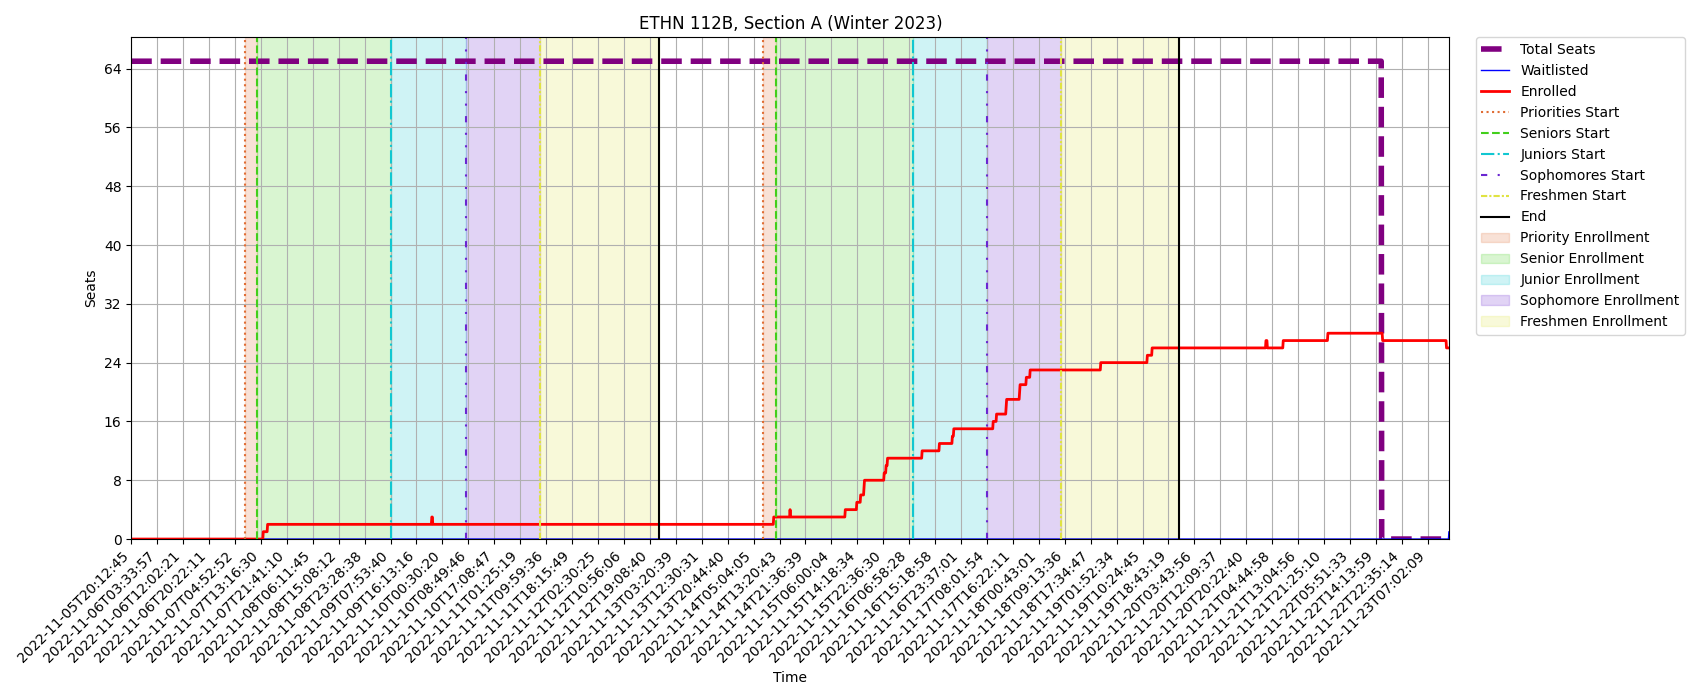 ETHN 112B, Section A (Winter 2023)
64
56
48
40
32
24
16
8
0
Seats
2022-11-05T20:12:45
2022-11-06T03:33:57
2022-11-06T12:02:21
2022-11-06T20:22:11
2022-11-07T04:52:52
2022-11-07T13:16:30
2022-11-07T21:41:10
2022-11-08T06:11:45
2022-11-08T15:08:12
2022-11-08T23:28:38
2022-11-09T07:53:40
2022-11-09T16:13:16
2022-11-10T00:30:20
2022-11-10T08:49:46
2022-11-10T17:08:47
2022-11-11T01:25:19
2022-11-11T09:59:36
2022-11-11T18:15:49
2022-11-12T02:30:25
2022-11-12T10:56:06
2022-11-12T19:08:40
2022-11-13T03:20:39
2022-11-13T12:30:31
2022-11-13T20:44:40
2022-11-14T05:04:05
2022-11-14T13:20:43
2022-11-14T21:36:39
2022-11-15T06:00:04
2022-11-15T14:18:34
2022-11-15T22:36:30
2022-11-16T06:58:28
2022-11-16T15:18:58
2022-11-16T23:37:01
2022-11-17T08:01:54
2022-11-17T16:22:11
2022-11-18T00:43:01
2022-11-18T09:13:36
2022-11-18T17:34:47
2022-11-19T01:52:34
2022-11-19T10:24:45
2022-11-19T18:43:19
2022-11-20T03:43:56
2022-11-20T12:09:37
2022-11-20T20:22:40
2022-11-21T04:44:58
2022-11-21T13:04:56
2022-11-21T21:25:10
2022-11-22T05:51:33
2022-11-22T14:13:59
2022-11-22T22:35:14
2022-11-23T07:02:09
Time
Total Seats
Waitlisted
Enrolled
Priorities Start
Seniors Start
Juniors Start
Sophomores Start
Freshmen Start
End
Priority Enrollment
Senior Enrollment
Junior Enrollment
Sophomore Enrollment
Freshmen Enrollment